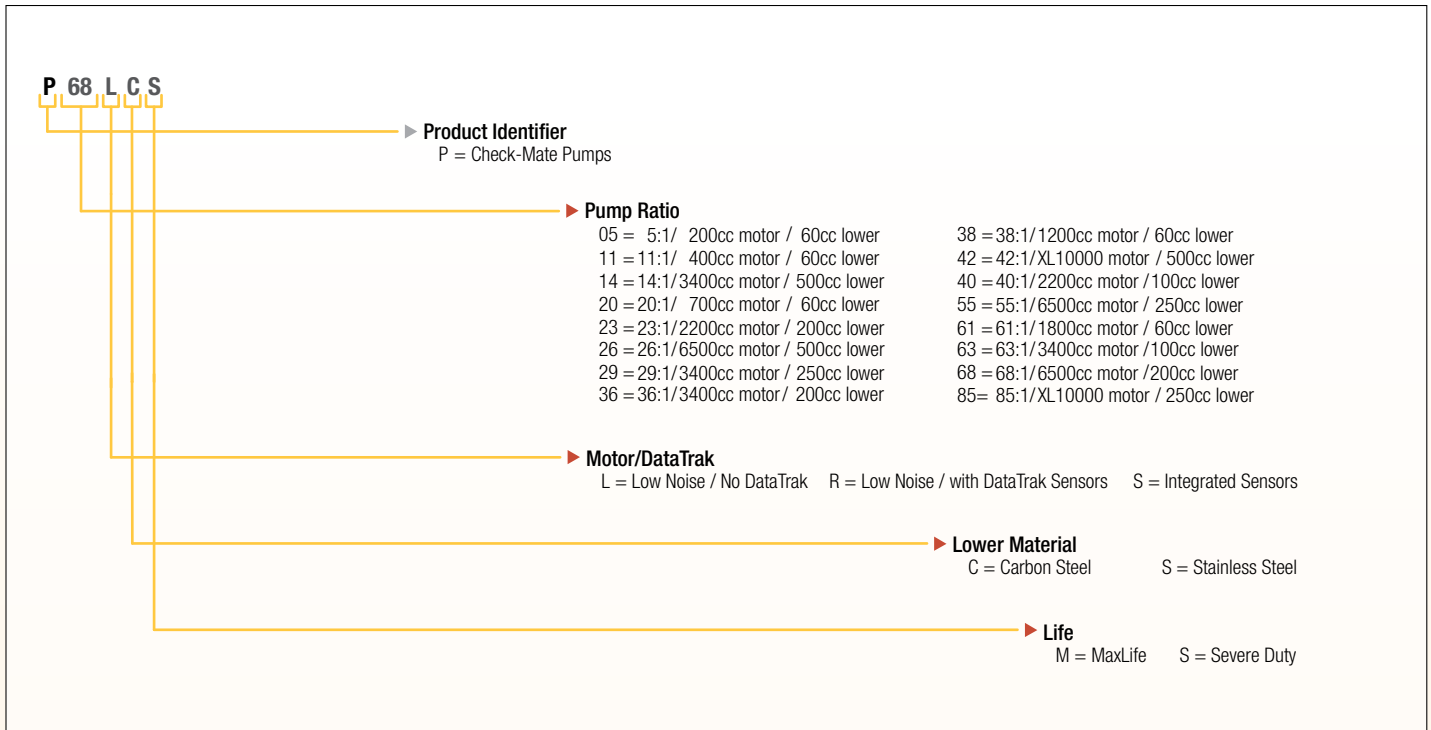 P 68 L C S
Product Identifier
P = Check-Mate Pumps
Pump Ratio
05 = 5:1/ 200cc motor / 60cc lower
11 = 11:1/ 400cc motor / 60cc lower
14 = 14:1/3400cc motor / 500cc lower
20 = 20:1/ 700cc motor / 60cc lower
23 = 23:1/2200cc motor / 200cc lower
26 = 26:1/6500cc motor / 500cc lower
29 = 29:1/3400cc motor / 250cc lower
36 = 36:1/3400cc motor / 200cc lower
38 = 38:1/1200cc motor / 60cc lower
42 = 42:1/XL10000 motor / 500cc lower
40 = 40:1/2200cc motor /100cc lower
55 = 55:1/6500cc motor / 250cc lower
61 = 61:1/1800cc motor / 60cc lower
63 = 63:1/3400cc motor /100cc lower
68 = 68:1/6500cc motor /200cc lower
85= 85:1/XL10000 motor / 250cc lower
Motor/DataTrak
L = Low Noise / No DataTrak R = Low Noise / with DataTrak Sensors S = Integrated Sensors
Lower Material
C = Carbon Steel S = Stainless Steel
Life
M = MaxLife S = Severe Duty